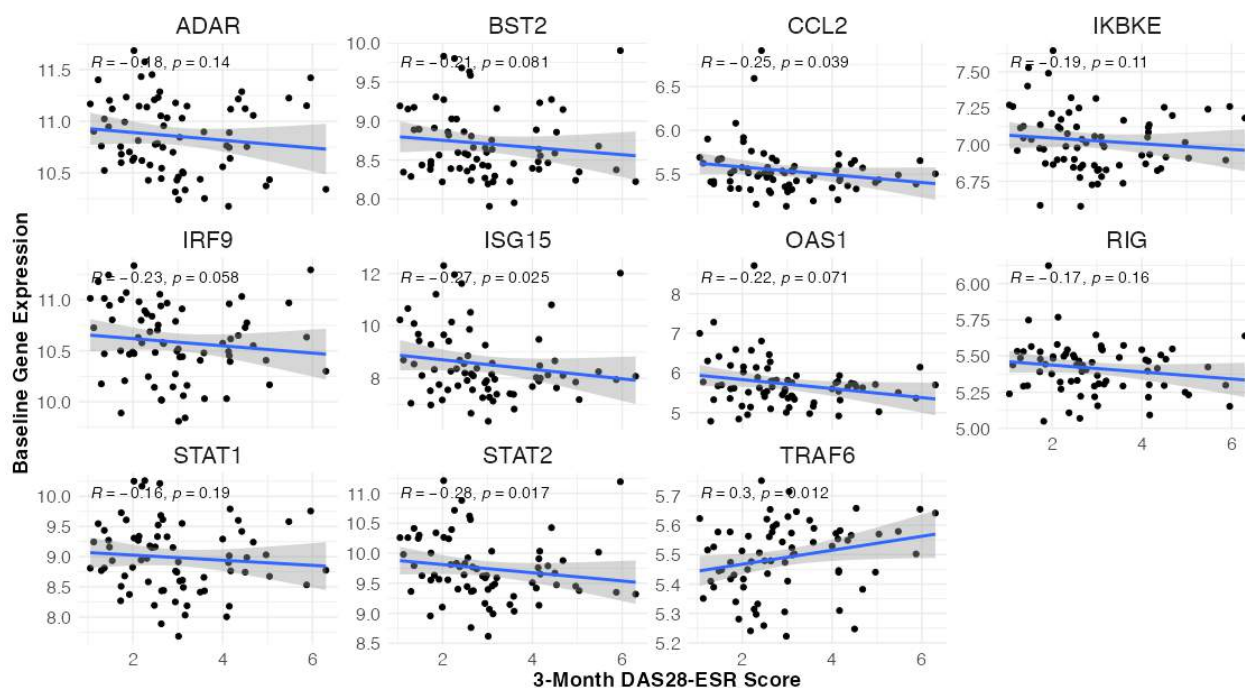 ADAR
BST2
CCL2
IKBKE
R = −0.18, p = 0.14
R = −0.21, p = 0.081
R = −0.25, p = 0.039
R = −0.19, p = 0.11
11.5
11.0
10.5
10.0
9.5
9.0
8.5
8.0
6.5
6.0
5.5
7.50
7.25
7.00
6.75
IRF9
ISG15
OAS1
RIG
R = −0.23, p = 0.058
R = −0.27, p = 0.025
R = −0.22, p = 0.071
R = −0.17, p = 0.16
11.0
10.5
10.0
12
10
8
8
7
6
5
6.00
5.75
5.50
5.25
5.00
2 4 6
STAT1
STAT2
TRAF6
R = −0.16, p = 0.19
R = −0.28, p = 0.017
R = 0.3, p = 0.012
10.0
9.5
9.0
8.5
8.0
11.0
10.5
10.0
9.5
9.0
8.5
5.7
5.6
5.5
5.4
5.3
5.2
2 4 6
2 4 6
2 4 6
Baseline Gene Expression
3-Month DAS28-ESR Score